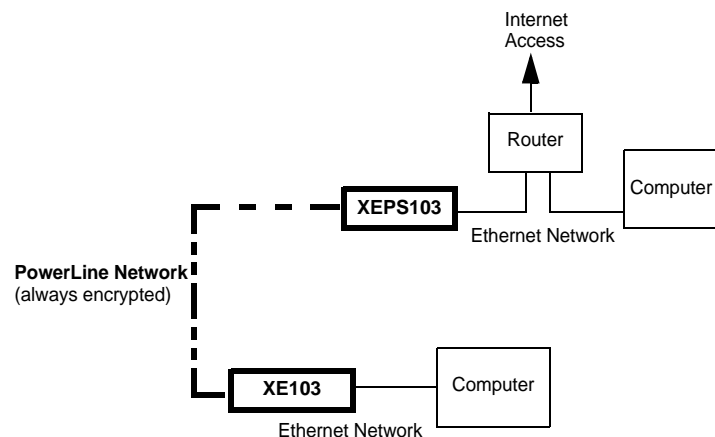 Internet
Access
Router
Computer
XEPS103
Ethernet Network
PowerLine Network
(always encrypted)
XE103
Computer
Ethernet Network